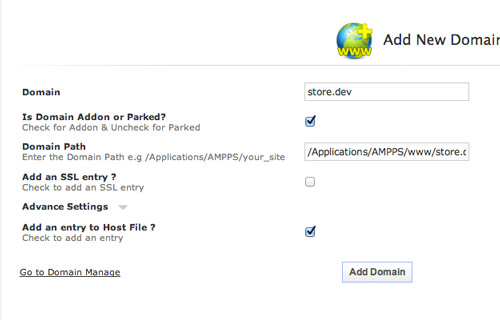 www
Add New Domain
Domain
store.dev
Is Domain Addon or Parked?
Check for Addon & Uncheck for Parked
Domain Path
Enter the Domain Path e.g /Applications/AMPPS/your_site
/Applications/AMPPS/www/store.d
Add an SSL entry ?
Check to add an SSL entry
Advance Settings
Add an entry to Host File ?
Check to add an entry
Go to Domain Manage
Add Domain